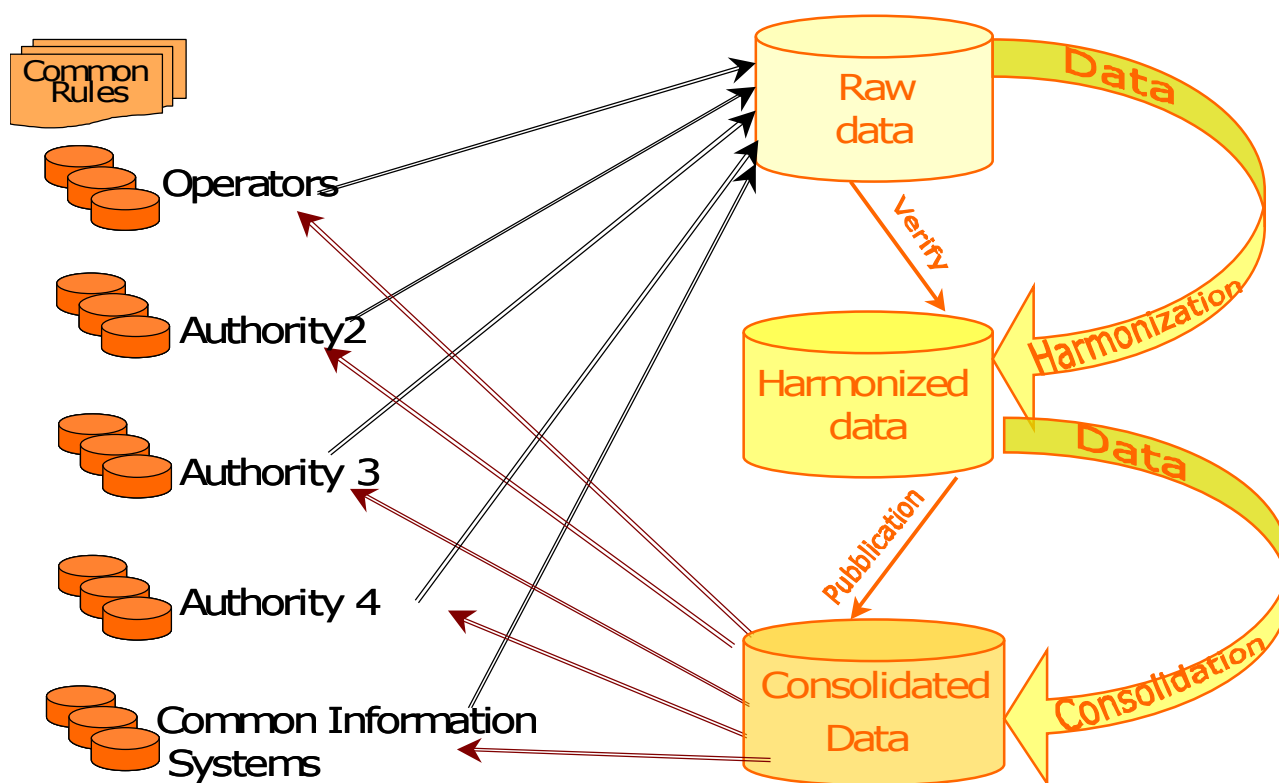 Common
Rules
Operators
Authority2
Authority 3
Authority 4
Common Information
Systems
Raw
data
Data
Verify
Harmonization
Harmonized
data
Data
Pubblication
Consolidation
Consolidated
Data